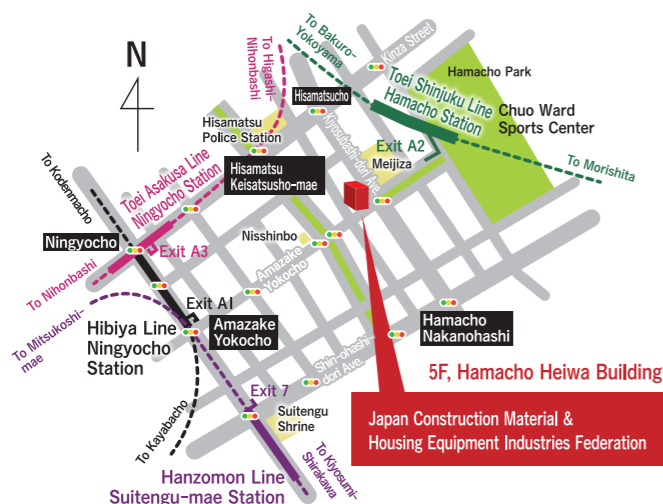 N
To Bakuro-
Yokoyama
Kinza Street
To Higashi-
Nihonbashi
Hamacho Park
Toei Shinjuku Line
Hamacho Station
Hisamatsucho
Chuo Ward
Sports Center
Hisamatsu
Police Station
Kiyosubashi-dori Ave.
Exit A2
Meijiza
To Morishita
To Kodenmacho
Toei Asakusa Line
Ningyocho Station
Hisamatsu
Keisatsusho-mae
Ningyocho
Exit A3
Nisshinbo
Amazake
Yokocho
To Nihonbashi
To Mitsukoshi-
mae
Exit A1
Hibiya Line
Ningyocho
Station
Amazake
Yokocho
Hamacho
Nakanohashi
Shin-ohashi-
dori Ave.
5F, Hamacho Heiwa Building
Exit 7
To Kayabacho
Suitengu
Shrine
Japan Construction Material &
Housing Equipment Industries Federation
Hanzomon Line
Suitengu-mae Station
To Kiyosumi-
Shirakawa